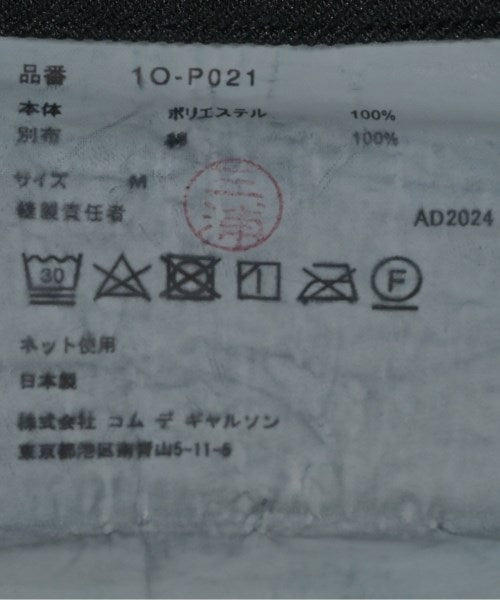 品番 1O-P021
本体 ポリエステル 100%
別布 綿 100%
サイズ M
縫製責任者 三浦 AD2024
30 F
ネット使用
日本製
株式会社 コム デ ギャルソン
東京都港区南青山5-11-5